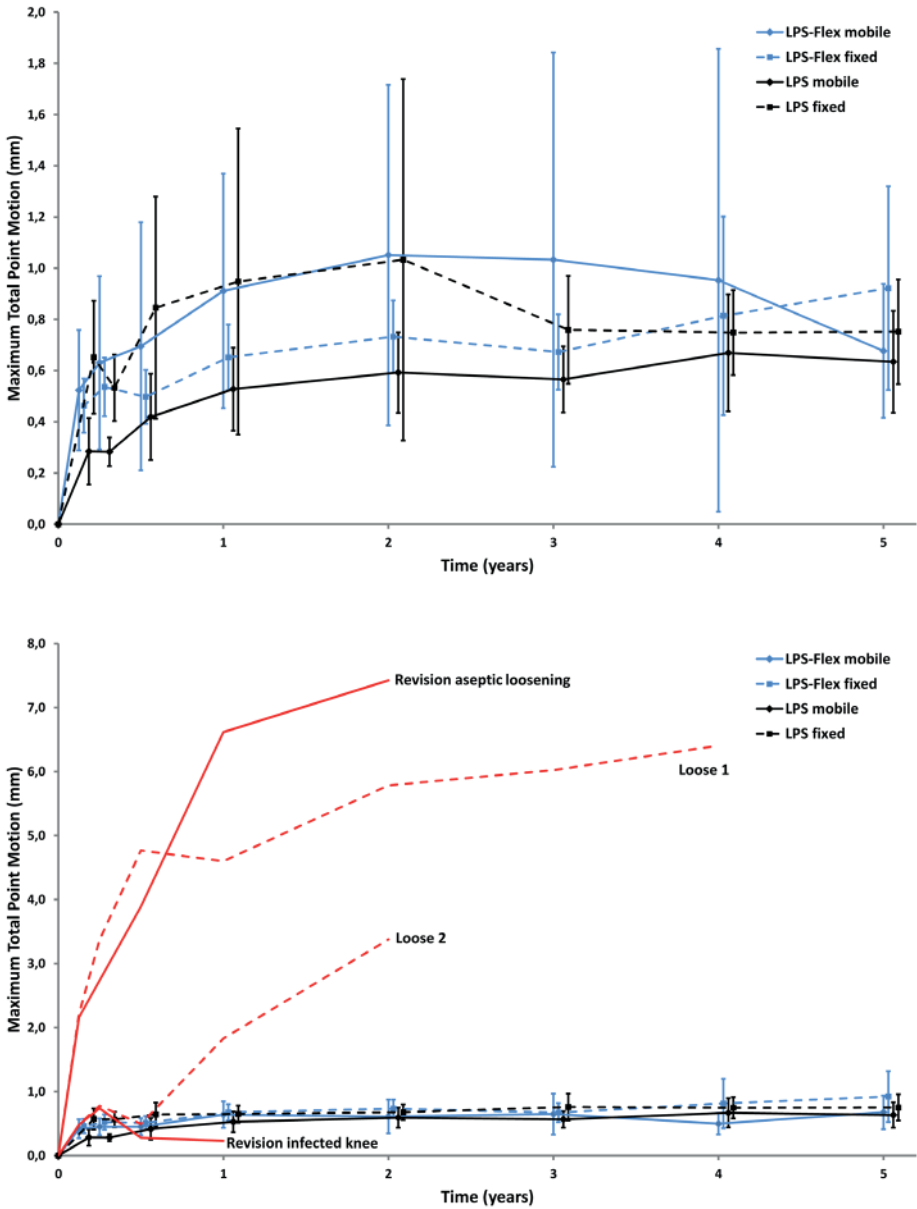 2,0
1,8
1,6
1,4
1,2
1,0
0,8
0,6
0,4
0,2
0,0
Maximum Total Point Motion (mm)
LPS-Flex mobile
LPS-Flex fixed
LPS mobile
LPS fixed
0 1 2 3 4 5
Time (years)
8,0
7,0
6,0
5,0
4,0
3,0
2,0
1,0
0,0
Maximum Total Point Motion (mm)
LPS-Flex mobile
LPS-Flex fixed
LPS mobile
LPS fixed
Revision aseptic loosening
Loose 1
Loose 2
Revision infected knee
0 1 2 3 4 5
Time (years)